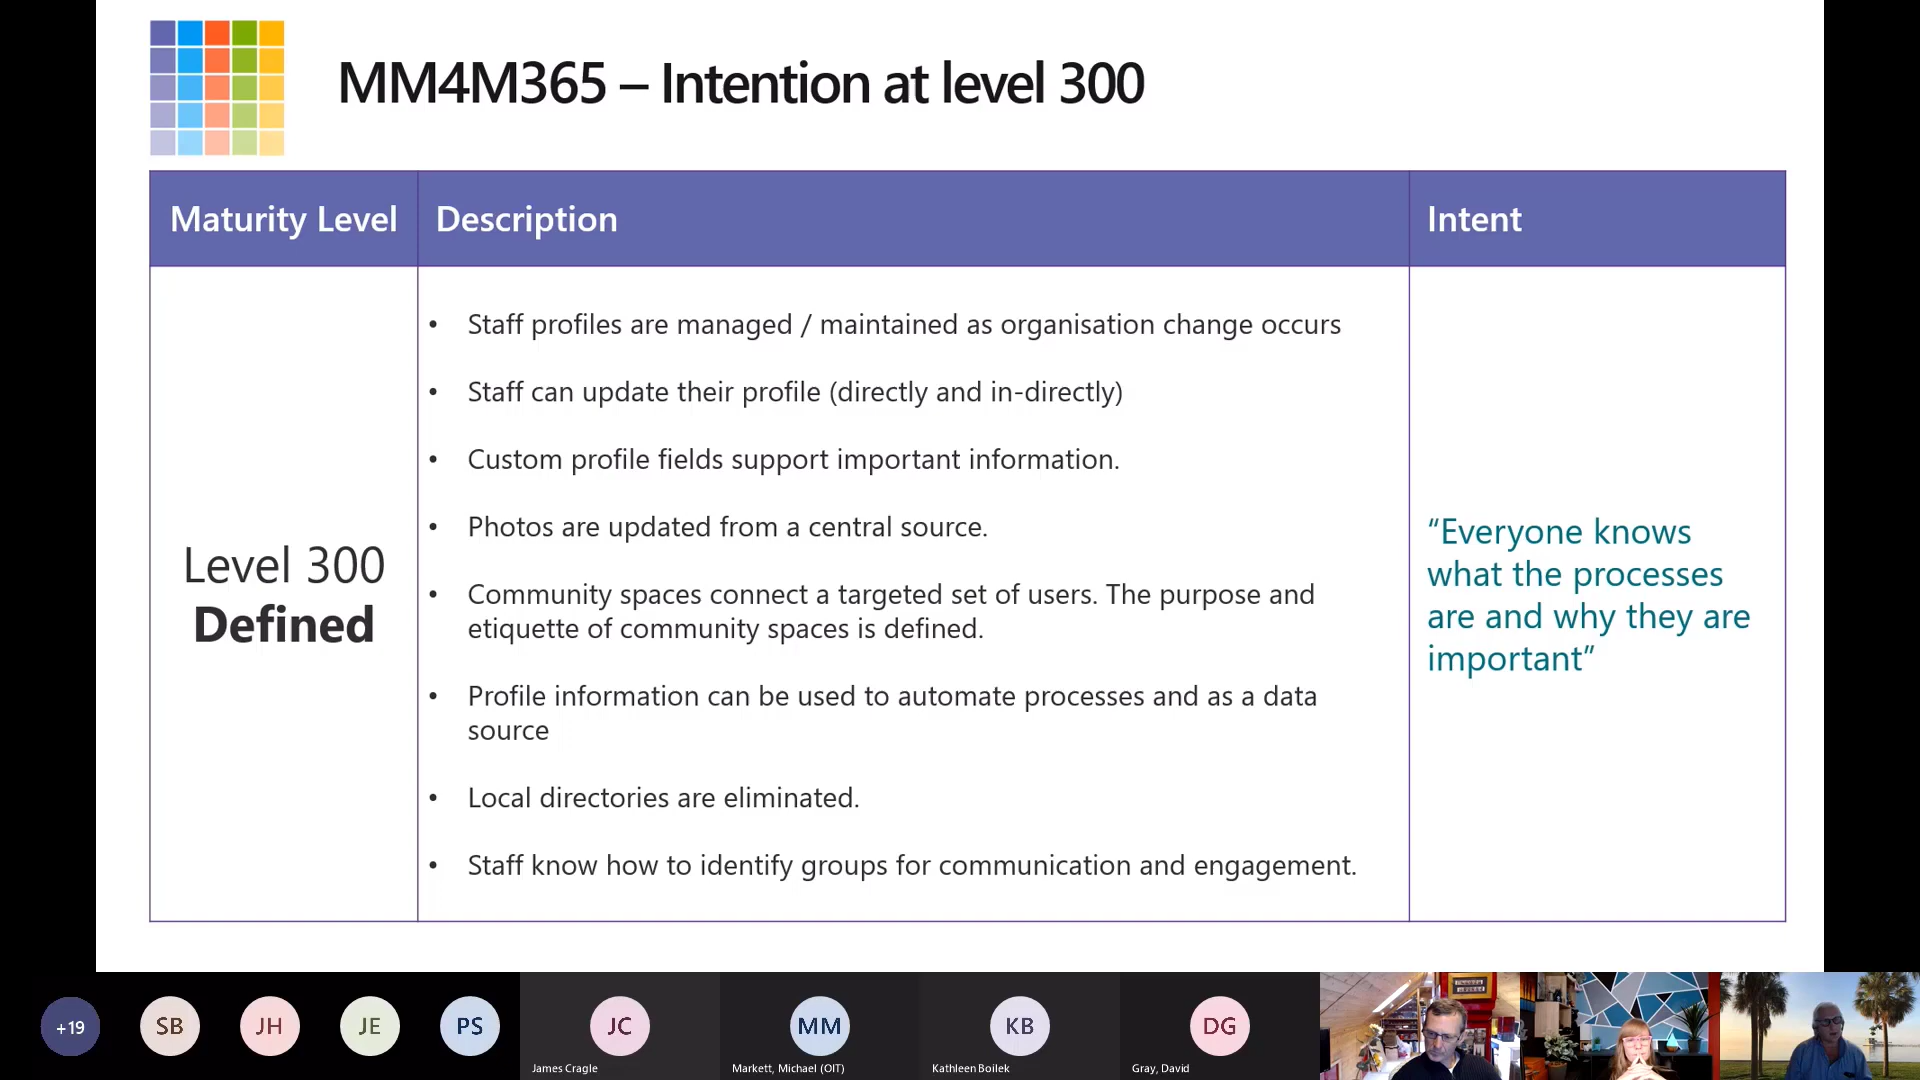 MM4M365 – Intention at level 300
Maturity Level
Description
Intent
Level 300
Defined
• Staff profiles are managed / maintained as organisation change occurs
• Staff can update their profile (directly and in-directly)
• Custom profile fields support important information.
• Photos are updated from a central source.
• Community spaces connect a targeted set of users. The purpose and
etiquette of community spaces is defined.
• Profile information can be used to automate processes and as a data
source
• Local directories are eliminated.
• Staff know how to identify groups for communication and engagement.
“Everyone knows
what the processes
are and why they are
important”
+19
SB
JH
JE
PS
JC
James Cragle
MM
Markett, Michael (OIT)
KB
Kathleen Boilek
DG
Gray, David